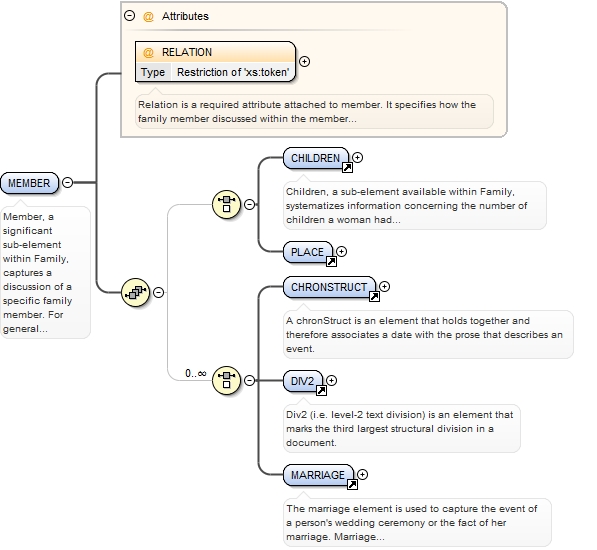 @ Attributes
@ RELATION
Type Restriction of 'xs:token'
Relation is a required attribute attached to member. It specifies how the
family member discussed within the member...
MEMBER
Member, a
significant
sub-element
within Family,
captures a
discussion of a
specific family
member. For
general...
CHILDREN
Children, a sub-element available within Family,
systematizes information concerning the number of
children a woman had...
PLACE
0..∞
CHRONSTRUCT
A chronStruct is an element that holds together and
therefore associates a date with the prose that describes an
event.
DIV2
Div2 (i.e. level-2 text division) is an element that
marks the third largest structural division in a
document.
MARRIAGE
The marriage element is used to capture the event of
a person's wedding ceremony or the fact of her
marriage. Marriage...